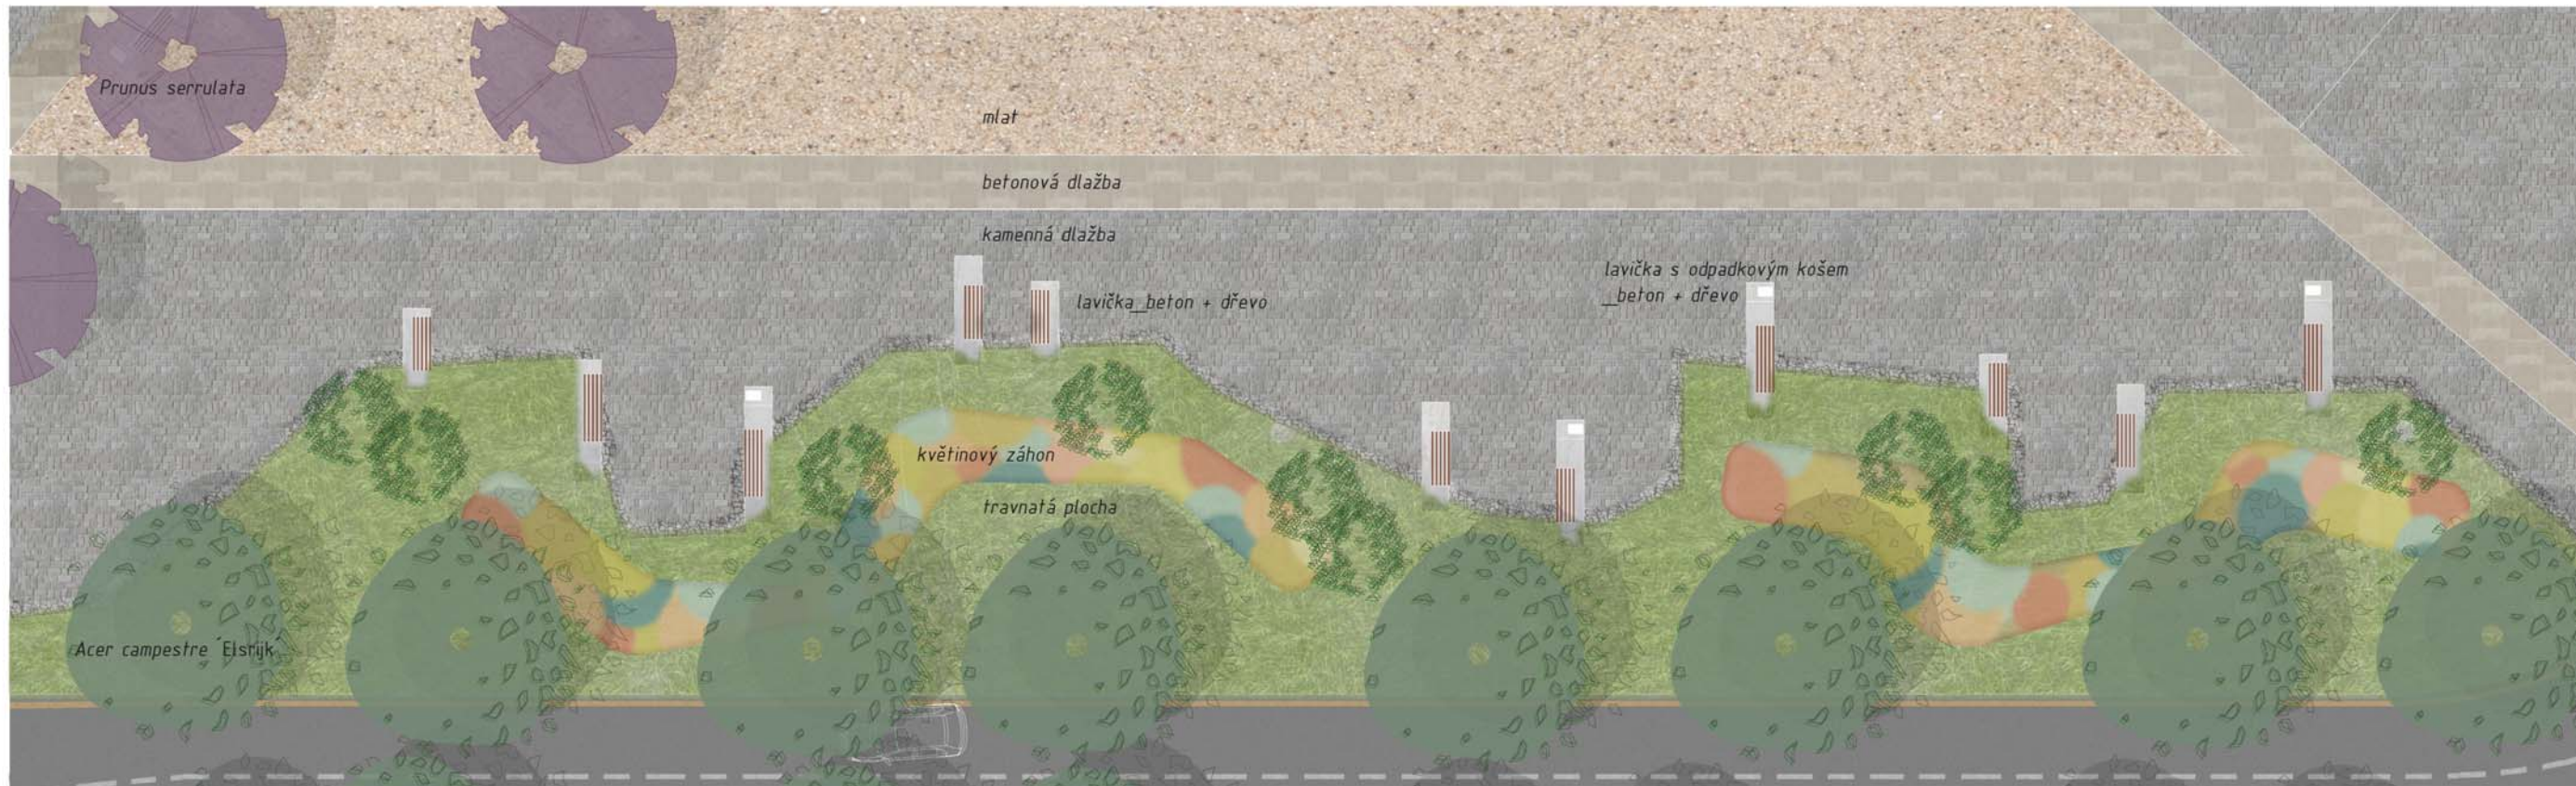 Prunus serrulata
mlat
betonová dlažba
kamenná dlažba
lavička s odpadkovým košem
_beton + dřevo
lavička_beton + dřevo
květinový záhon
travnatá plocha
Acer campestre ´Elsrijk´